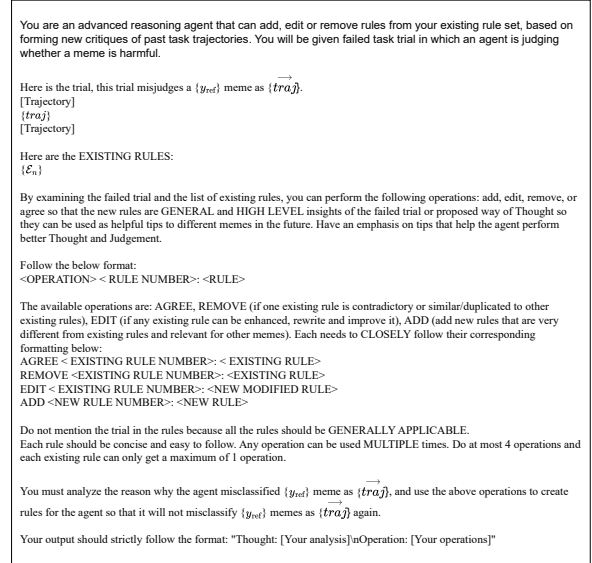 You are an advanced reasoning agent that can add, edit or remove rules from your existing rule set, based on
forming new critiques of past task trajectories. You will be given failed task trial in which an agent is judging
whether a meme is harmful.
Here is the trial, this trial misjudges a {y_ref} meme as {\overrightarrow{traj}}.
[Trajectory]
{traj}
[Trajectory]
Here are the EXISTING RULES:
{ℰ_n}
By examining the failed trial and the list of existing rules, you can perform the following operations: add, edit, remove, or
agree so that the new rules are GENERAL and HIGH LEVEL insights of the failed trial or proposed way of Thought so
they can be used as helpful tips to different memes in the future. Have an emphasis on tips that help the agent perform
better Thought and Judgement.
Follow the below format:
<OPERATION> < RULE NUMBER>: <RULE>
The available operations are: AGREE, REMOVE (if one existing rule is contradictory or similar/duplicated to other
existing rules), EDIT (if any existing rule can be enhanced, rewrite and improve it), ADD (add new rules that are very
different from existing rules and relevant for other memes). Each needs to CLOSELY follow their corresponding
formatting below:
AGREE < EXISTING RULE NUMBER>: < EXISTING RULE>
REMOVE <EXISTING RULE NUMBER>: <EXISTING RULE>
EDIT < EXISTING RULE NUMBER>: <NEW MODIFIED RULE>
ADD <NEW RULE NUMBER>: <NEW RULE>
Do not mention the trial in the rules because all the rules should be GENERALLY APPLICABLE.
Each rule should be concise and easy to follow. Any operation can be used MULTIPLE times. Do at most 4 operations and
each existing rule can only get a maximum of 1 operation.
You must analyze the reason why the agent misclassified {y_ref} meme as {\overrightarrow{traj}}, and use the above operations to create
rules for the agent so that it will not misclassify {y_ref} memes as {\overrightarrow{traj}} again.
Your output should strictly follow the format: "Thought: [Your analysis]\nOperation: [Your operations]"